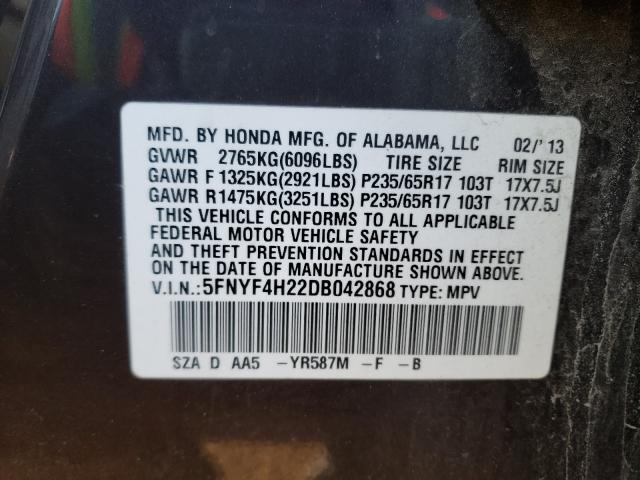 MFD. BY HONDA MFG. OF ALABAMA, LLC 02/'13
GVWR 2765KG(6096LBS) TIRE SIZE RIM SIZE
GAWR F 1325KG(2921LBS) P235/65R17 103T 17X7.5J
GAWR R 1475KG(3251LBS) P235/65R17 103T 17X7.5J
THIS VEHICLE CONFORMS TO ALL APPLICABLE
FEDERAL MOTOR VEHICLE SAFETY
AND THEFT PREVENTION STANDARDS IN EFFECT
ON THE DATE OF MANUFACTURE SHOWN ABOVE.
V.I.N.: 5FNYF4H22DB042868 TYPE: MPV
SZA D AA5 -YR587M -F -B